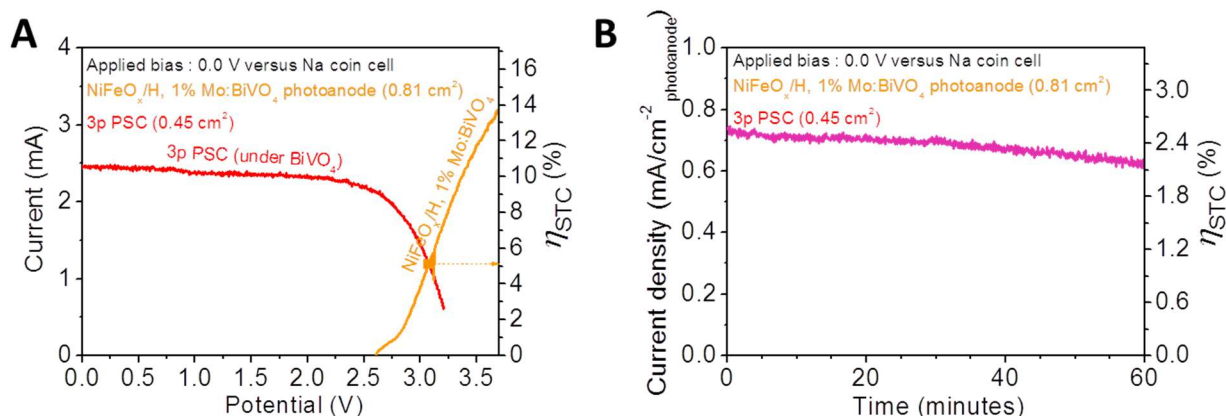 A
Applied bias : 0.0 V versus Na coin cell
NiFeOₓ/H, 1% Mo:BiVO₄ photoanode (0.81 cm²)
3p PSC (0.45 cm²)
3p PSC (under BiVO₄)
NiFeOₓ/H, 1% Mo:BiVO₄
Current (mA)
4
3
2
1
0
0.0 0.5 1.0 1.5 2.0 2.5 3.0 3.5
Potential (V)
16
14
12
10
8
6
4
2
0
ηSTC (%)
B
Applied bias : 0.0 V versus Na coin cell
NiFeOₓ/H, 1% Mo:BiVO₄ photoanode (0.81 cm²)
3p PSC (0.45 cm²)
Current density (mA/cm⁻² photoanode)
1.0
0.8
0.6
0.4
0.2
0.0
0 20 40 60
Time (minutes)
3.0
2.4
1.8
1.2
0.6
0.0
ηSTC (%)